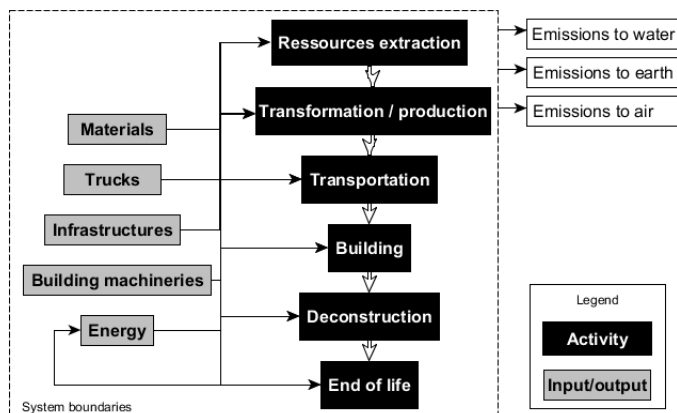 Ressources extraction
Emissions to water
Emissions to earth
Transformation / production
Emissions to air
Materials
Trucks
Transportation
Infrastructures
Building
Building machineries
Legend
Energy
Deconstruction
Activity
End of life
Input/output
System boundaries